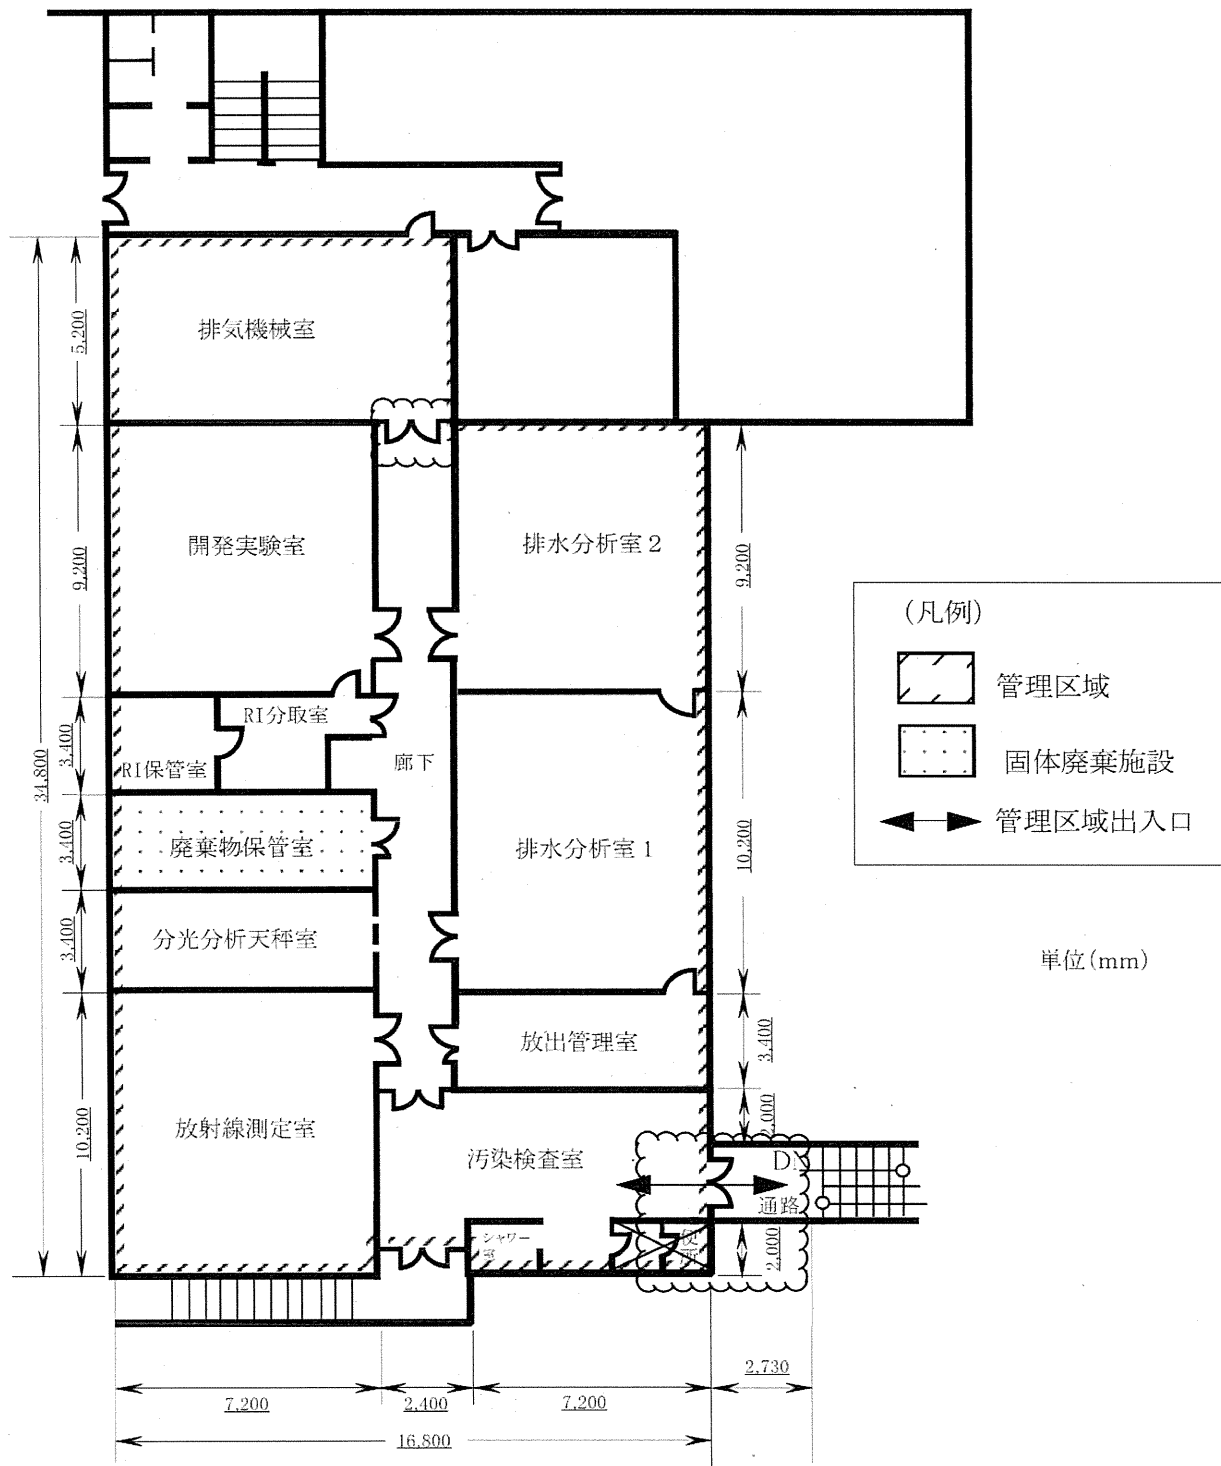 排気機械室
5,200
開発実験室
排水分析室2
9,200
9,200
(凡例)
管理区域
固体廃棄施設
管理区域出入口
RI分取室
RI保管室
廊下
3,400
34,800
廃棄物保管室
3,400
排水分析室1
10,200
分光分析天秤室
3,400
単位(mm)
放出管理室
3,400
放射線測定室
10,200
汚染検査室
2,000
通路
シャワー
室
2,000
2,730
7,200
2,400
7,200
16,800